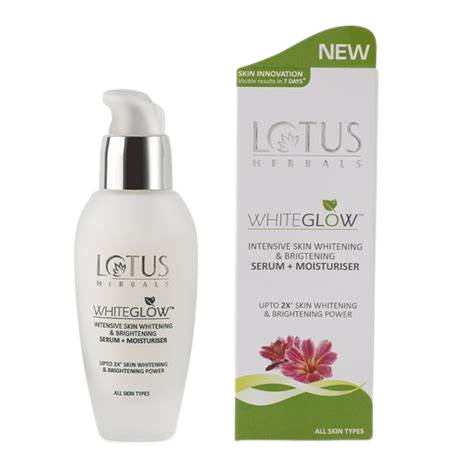 LOTUS
HERBALS
WHITEGLOW™
INTENSIVE SKIN WHITENING
& BRIGHTENING
SERUM + MOISTURISER
UPTO 2X* SKIN WHITENING
& BRIGHTENING POWER
ALL SKIN TYPES
NEW
SKIN INNOVATION
Visible results in 7 DAYS*
LOTUS
HERBALS
WHITEGLOW™
INTENSIVE SKIN WHITENING
& BRIGTENING
SERUM + MOISTURISER
UPTO 2X* SKIN WHITENING
& BRIGHTENING POWER
ALL SKIN TYPES